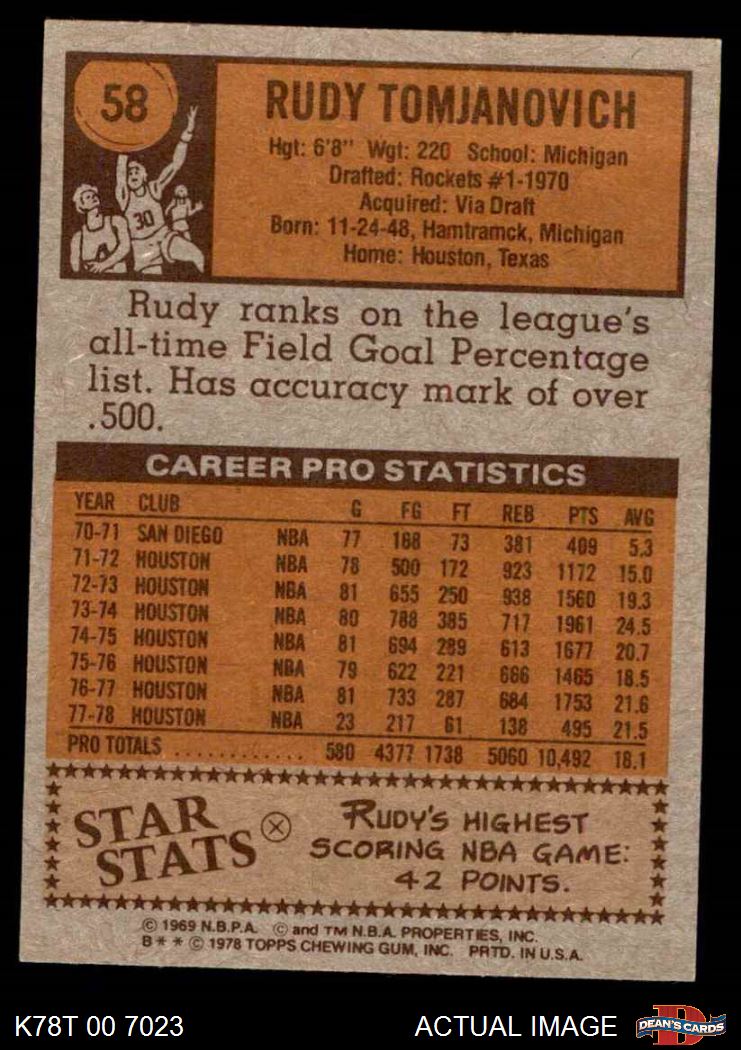 58
RUDY TOMJANOVICH
Hgt: 6'8" Wgt: 220 School: Michigan
Drafted: Rockets #1-1970
Acquired: Via Draft
Born: 11-24-48, Hamtramck, Michigan
Home: Houston, Texas
30
Rudy ranks on the league's
all-time Field Goal Percentage
list. Has accuracy mark of over
.500.
CAREER PRO STATISTICS
YEAR CLUB G FG FT REB PTS AVG
70-71 SAN DIEGO NBA 77 168 73 381 409 5.3
71-72 HOUSTON NBA 78 500 172 923 1172 15.0
72-73 HOUSTON NBA 81 655 250 938 1560 19.3
73-74 HOUSTON NBA 80 788 385 717 1961 24.5
74-75 HOUSTON NBA 81 694 289 613 1677 20.7
75-76 HOUSTON NBA 79 622 221 666 1465 18.5
76-77 HOUSTON NBA 81 733 287 684 1753 21.6
77-78 HOUSTON NBA 23 217 61 138 495 21.5
PRO TOTALS ............ 580 4377 1738 5060 10,492 18.1
STAR
STATS
RUDY'S HIGHEST
SCORING NBA GAME:
42 POINTS.
© 1969 N.B.P.A. © and TM N.B.A. PROPERTIES, INC.
B* * © 1978 TOPPS CHEWING GUM, INC. PRTD. IN U.S.A.
K78T 00 7023 ACTUAL IMAGE
DEAN'S CARDS